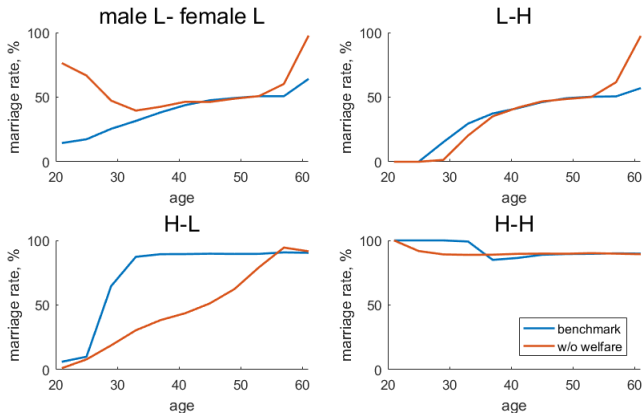 male L- female L
marriage rate, %
100
50
0
20 30 40 50 60
age
L-H
marriage rate, %
100
50
0
20 30 40 50 60
age
H-L
marriage rate, %
100
50
0
20 30 40 50 60
age
H-H
marriage rate, %
100
50
0
20 30 40 50 60
age
benchmark
w/o welfare